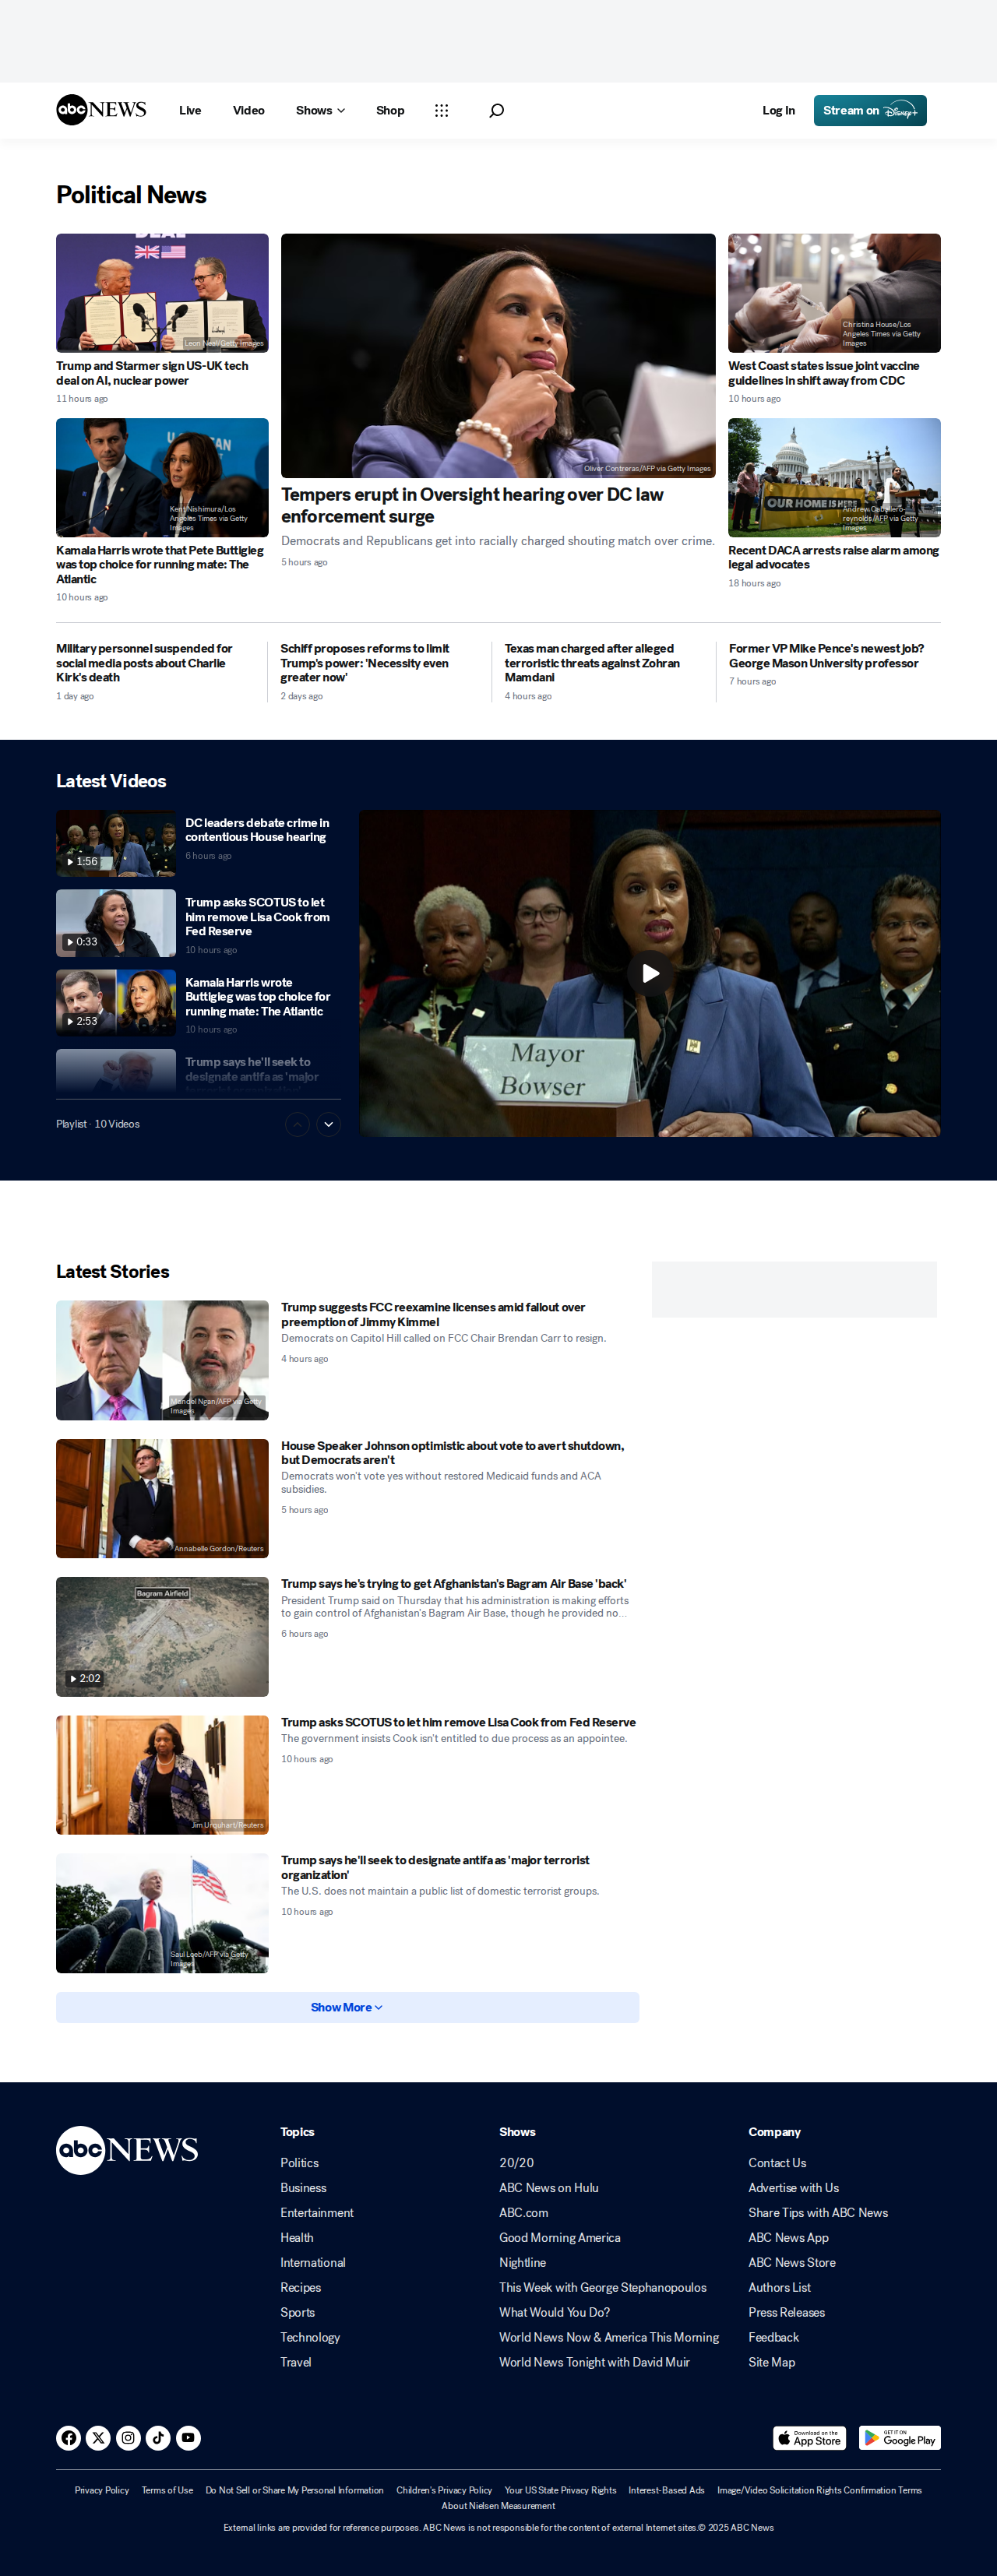 abc NEWS
Live
Video
Shows
Shop
Log In
Stream on Disney+
Political News
DEAL
Leon Neal/Getty Images
Trump and Starmer sign US-UK tech
deal on AI, nuclear power
11 hours ago
Kent Nishimura/Los
Angeles Times via Getty
Images
Kamala Harris wrote that Pete Buttigieg
was top choice for running mate: The
Atlantic
10 hours ago
Oliver Contreras/AFP via Getty Images
Tempers erupt in Oversight hearing over DC law
enforcement surge
Democrats and Republicans get into racially charged shouting match over crime.
5 hours ago
Christina House/Los
Angeles Times via Getty
Images
West Coast states issue joint vaccine
guidelines in shift away from CDC
10 hours ago
OUR HOME IS HERE
Andrew Caballero-
reynolds/AFP via Getty
Images
Recent DACA arrests raise alarm among
legal advocates
18 hours ago
Military personnel suspended for
social media posts about Charlie
Kirk's death
1 day ago
Schiff proposes reforms to limit
Trump's power: 'Necessity even
greater now'
2 days ago
Texas man charged after alleged
terroristic threats against Zohran
Mamdani
4 hours ago
Former VP Mike Pence's newest job?
George Mason University professor
7 hours ago
Latest Videos
1:56
DC leaders debate crime in
contentious House hearing
6 hours ago
0:33
Trump asks SCOTUS to let
him remove Lisa Cook from
Fed Reserve
10 hours ago
2:53
Kamala Harris wrote
Buttigieg was top choice for
running mate: The Atlantic
10 hours ago
Trump says he'll seek to
designate antifa as 'major
Playlist · 10 Videos
Mayor
Bowser
Latest Stories
Mandel Ngan/AFP via Getty
Images
Trump suggests FCC reexamine licenses amid fallout over
preemption of Jimmy Kimmel
Democrats on Capitol Hill called on FCC Chair Brendan Carr to resign.
4 hours ago
Annabelle Gordon/Reuters
House Speaker Johnson optimistic about vote to avert shutdown,
but Democrats aren't
Democrats won't vote yes without restored Medicaid funds and ACA
subsidies.
5 hours ago
Bagram Airfield
2:02
Trump says he's trying to get Afghanistan's Bagram Air Base 'back'
President Trump said on Thursday that his administration is making efforts
to gain control of Afghanistan's Bagram Air Base, though he provided no...
6 hours ago
Jim Urquhart/Reuters
Trump asks SCOTUS to let him remove Lisa Cook from Fed Reserve
The government insists Cook isn't entitled to due process as an appointee.
10 hours ago
Saul Loeb/AFP via Getty
Images
Trump says he'll seek to designate antifa as 'major terrorist
organization'
The U.S. does not maintain a public list of domestic terrorist groups.
10 hours ago
Show More
abc NEWS
Topics
Politics
Business
Entertainment
Health
International
Recipes
Sports
Technology
Travel
Shows
20/20
ABC News on Hulu
ABC.com
Good Morning America
Nightline
This Week with George Stephanopoulos
What Would You Do?
World News Now & America This Morning
World News Tonight with David Muir
Company
Contact Us
Advertise with Us
Share Tips with ABC News
ABC News App
ABC News Store
Authors List
Press Releases
Feedback
Site Map
Download on the
App Store
GET IT ON
Google Play
Privacy Policy
Terms of Use
Do Not Sell or Share My Personal Information
Children's Privacy Policy
Your US State Privacy Rights
Interest-Based Ads
Image/Video Solicitation Rights Confirmation Terms
About Nielsen Measurement
External links are provided for reference purposes. ABC News is not responsible for the content of external Internet sites.© 2025 ABC News